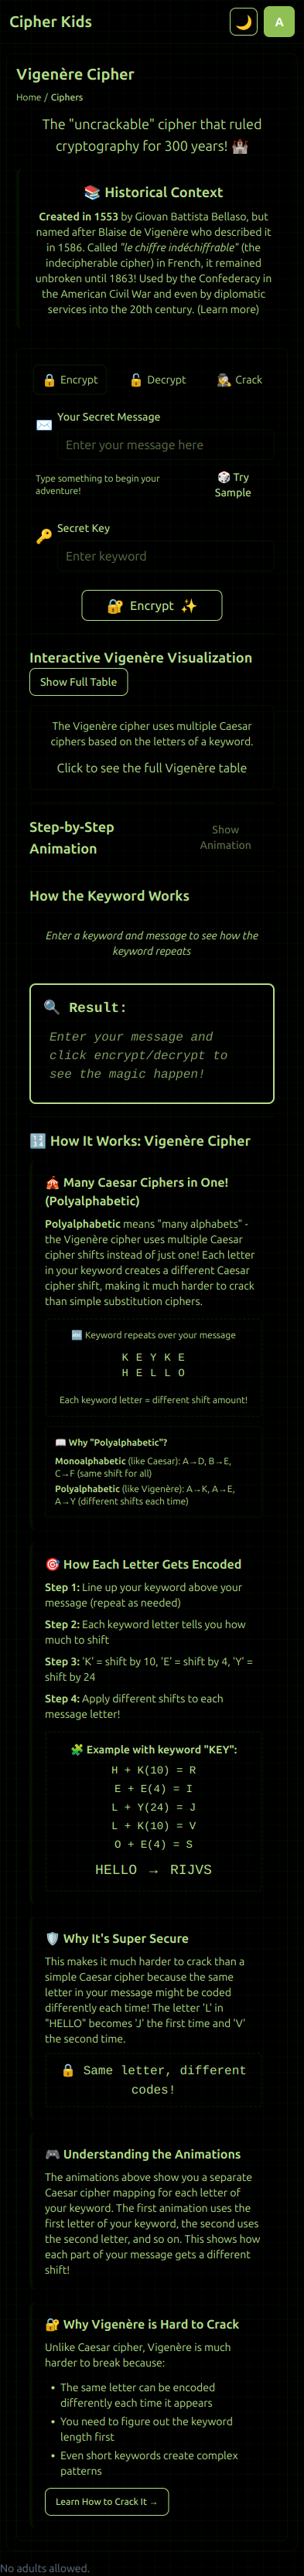 Cipher Kids
A
Vigenère Cipher
Home / Ciphers
The "uncrackable" cipher that ruled
cryptography for 300 years! 🏰
📚 Historical Context
Created in 1553 by Giovan Battista Bellaso, but
named after Blaise de Vigenère who described it
in 1586. Called "le chiffre indéchiffrable" (the
indecipherable cipher) in French, it remained
unbroken until 1863! Used by the Confederacy in
the American Civil War and even by diplomatic
services into the 20th century. (Learn more)
🔒 Encrypt
🔓 Decrypt
🕵️ Crack
Your Secret Message
Enter your message here
Type something to begin your
adventure!
🎲 Try
Sample
Secret Key
Enter keyword
🔐 Encrypt ✨
Interactive Vigenère Visualization
Show Full Table
The Vigenère cipher uses multiple Caesar
ciphers based on the letters of a keyword.
Click to see the full Vigenère table
Step-by-Step
Animation
Show
Animation
How the Keyword Works
Enter a keyword and message to see how the
keyword repeats
🔍 Result:
Enter your message and
click encrypt/decrypt to
see the magic happen!
🔢 How It Works: Vigenère Cipher
🎪 Many Caesar Ciphers in One!
(Polyalphabetic)
Polyalphabetic means "many alphabets" -
the Vigenère cipher uses multiple Caesar
cipher shifts instead of just one! Each letter
in your keyword creates a different Caesar
cipher shift, making it much harder to crack
than simple substitution ciphers.
🔤 Keyword repeats over your message
K E Y K E
H E L L O
Each keyword letter = different shift amount!
📖 Why "Polyalphabetic"?
Monoalphabetic (like Caesar): A→D, B→E,
C→F (same shift for all)
Polyalphabetic (like Vigenère): A→K, A→E,
A→Y (different shifts each time)
🎯 How Each Letter Gets Encoded
Step 1: Line up your keyword above your
message (repeat as needed)
Step 2: Each keyword letter tells you how
much to shift
Step 3: 'K' = shift by 10, 'E' = shift by 4, 'Y' =
shift by 24
Step 4: Apply different shifts to each
message letter!
🧩 Example with keyword "KEY":
H + K(10) = R
E + E(4) = I
L + Y(24) = J
L + K(10) = V
O + E(4) = S
HELLO → RIJVS
🛡️ Why It's Super Secure
This makes it much harder to crack than a
simple Caesar cipher because the same
letter in your message might be coded
differently each time! The letter 'L' in
"HELLO" becomes 'J' the first time and 'V'
the second time.
🔒 Same letter, different
codes!
🎮 Understanding the Animations
The animations above show you a separate
Caesar cipher mapping for each letter of
your keyword. The first animation uses the
first letter of your keyword, the second uses
the second letter, and so on. This shows how
each part of your message gets a different
shift!
🔐 Why Vigenère is Hard to Crack
Unlike Caesar cipher, Vigenère is much
harder to break because:
• The same letter can be encoded
differently each time it appears
• You need to figure out the keyword
length first
• Even short keywords create complex
patterns
Learn How to Crack It →
No adults allowed.